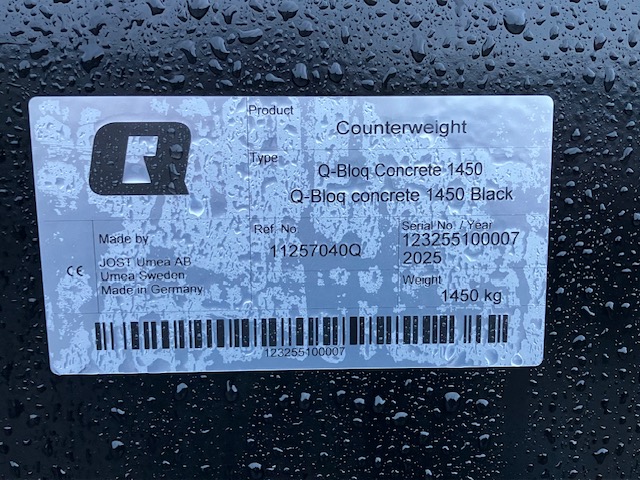 Product
Counterweight
Type
Q-Bloq Concrete 1450
Q-Bloq concrete 1450 Black
Made by
JOST Umea AB
Umea Sweden
Made in Germany
CE
Ref. No.
11257040Q
Serial No. / Year
123255100007
2025
Weight
1450 kg
123255100007